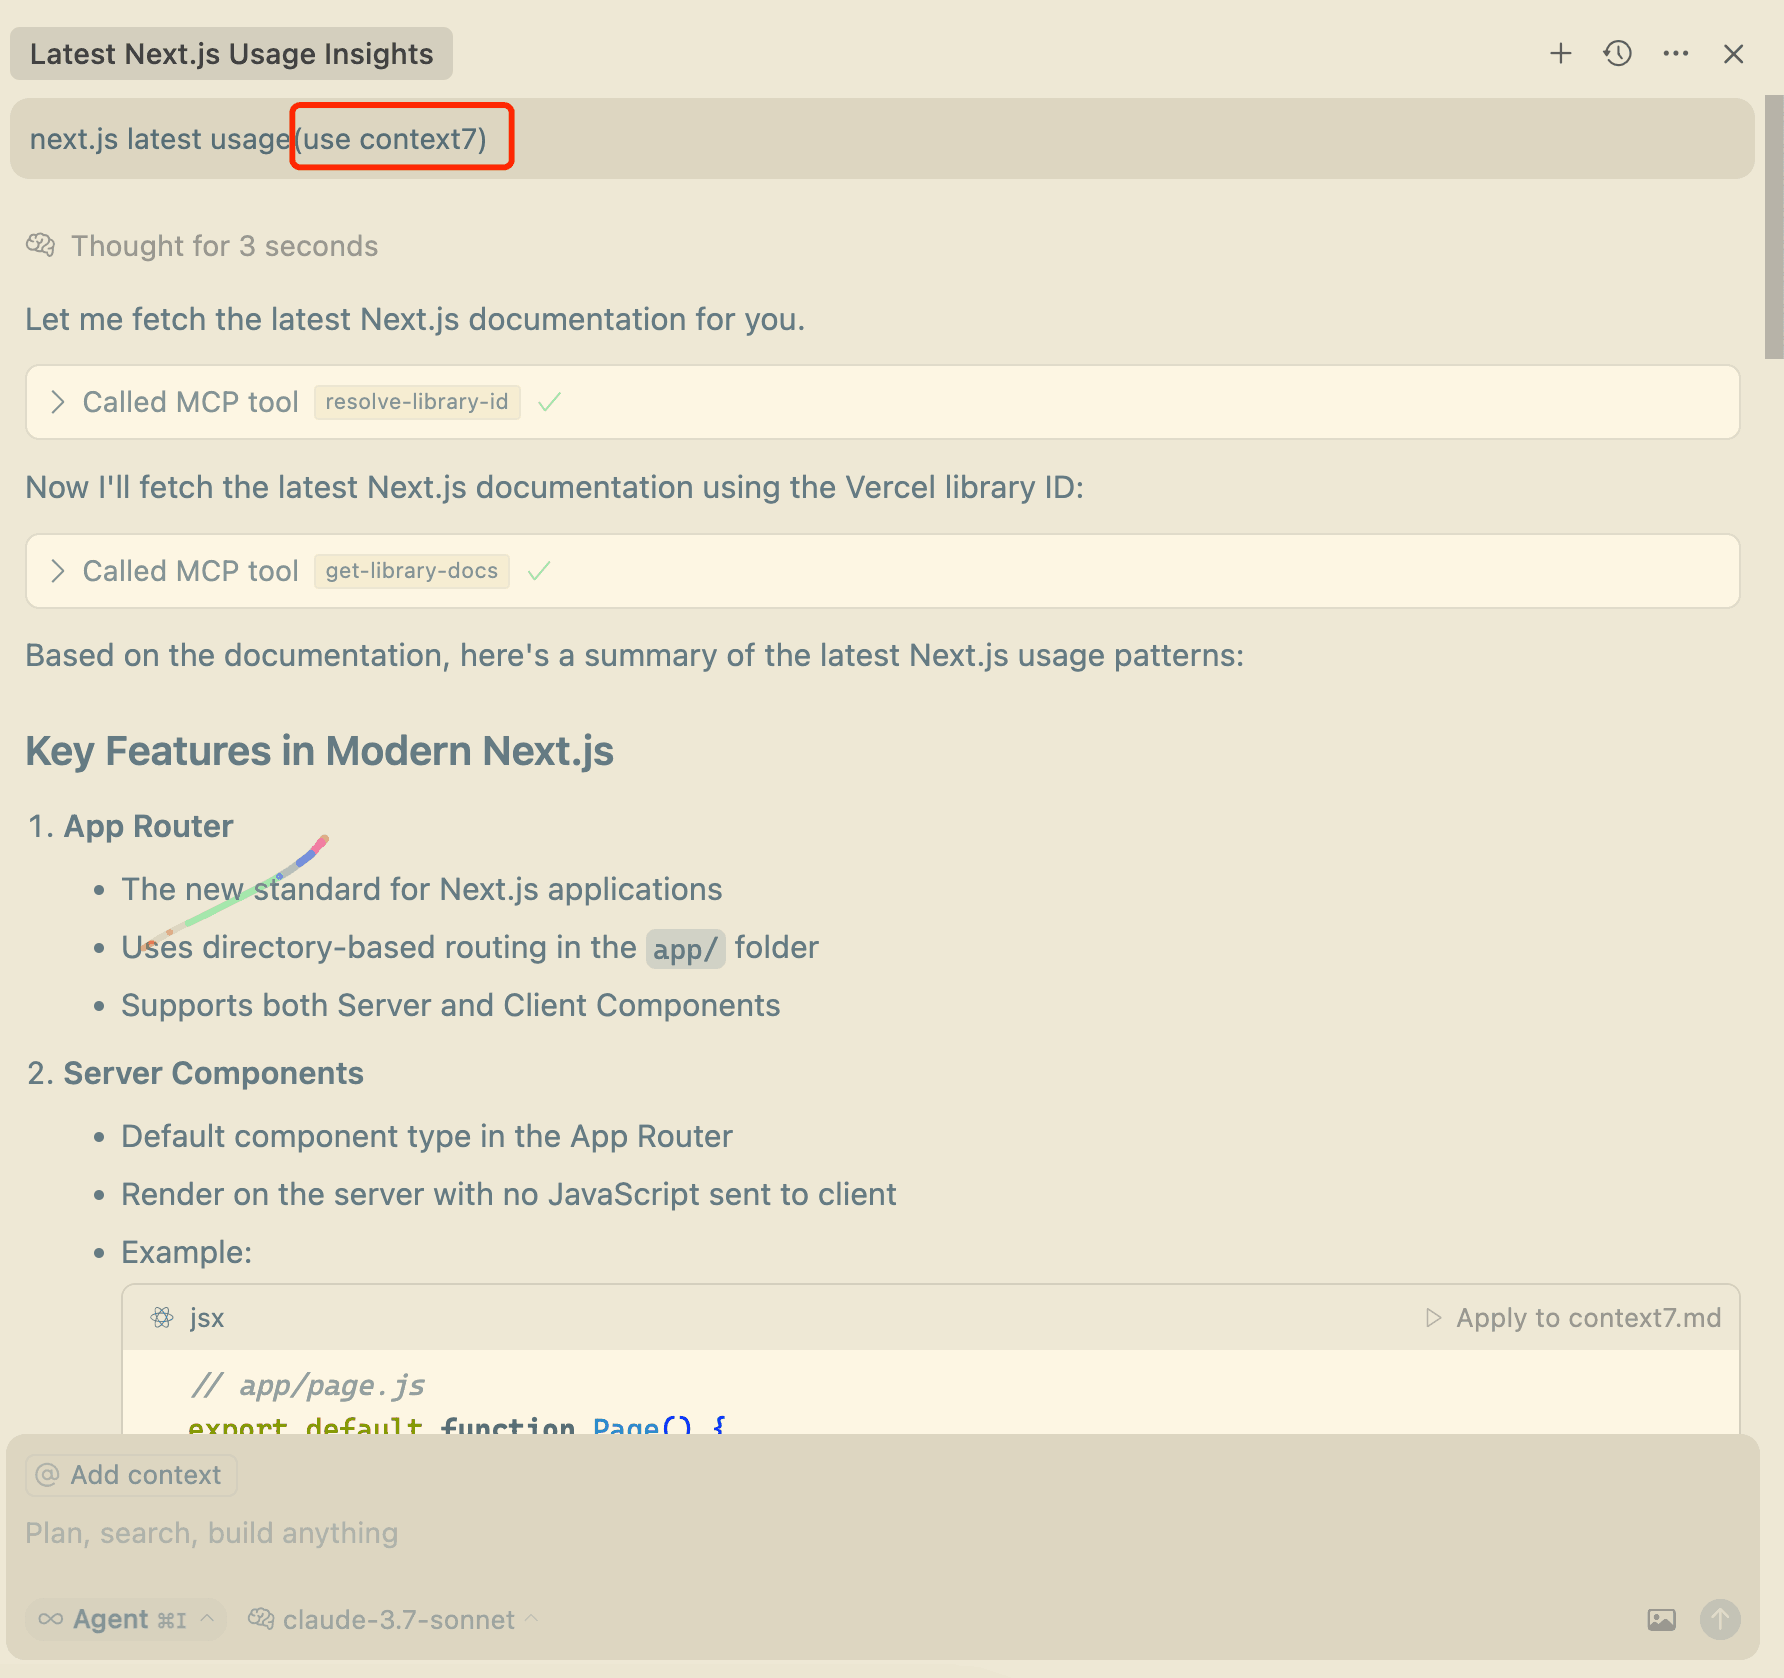 Latest Next.js Usage Insights
next.js latest usage(use context7)
Thought for 3 seconds
Let me fetch the latest Next.js documentation for you.
Called MCP tool resolve-library-id
Now I'll fetch the latest Next.js documentation using the Vercel library ID:
Called MCP tool get-library-docs
Based on the documentation, here's a summary of the latest Next.js usage patterns:
Key Features in Modern Next.js
1. App Router
• The new standard for Next.js applications
• Uses directory-based routing in the app/ folder
• Supports both Server and Client Components
2. Server Components
• Default component type in the App Router
• Render on the server with no JavaScript sent to client
• Example:
jsx Apply to context7.md
// app/page.js
export default function Page() {
@ Add context
Plan, search, build anything
∞ Agent ⌘I claude-3.7-sonnet